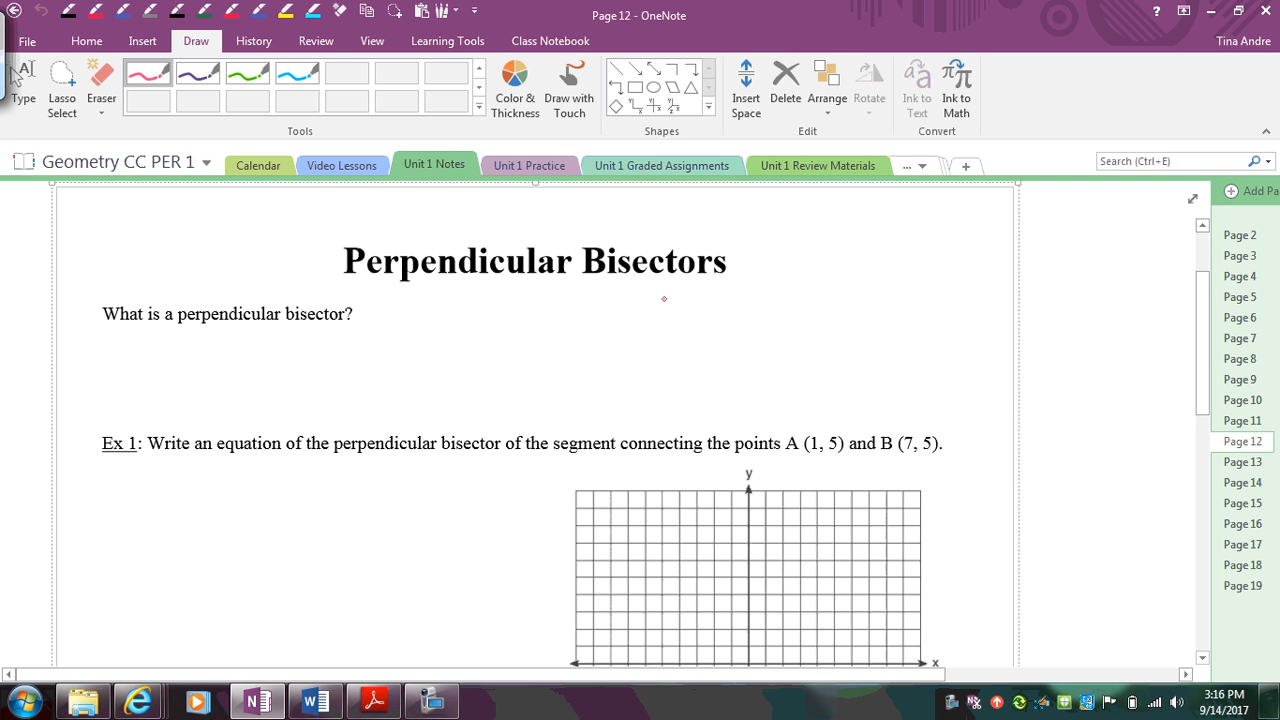 Page 12 - OneNote
?
Tina Andre
File Home Insert Draw History Review View Learning Tools Class Notebook
Type
Lasso Select
Eraser
Color & Thickness
Draw with Touch
Insert Space
Delete
Arrange
Rotate
Ink to Text
Ink to Math
Tools Shapes Edit Convert
Geometry CC PER 1
Calendar Video Lessons Unit 1 Notes Unit 1 Practice Unit 1 Graded Assignments Unit 1 Review Materials ... +
Search (Ctrl+E)
Add Pa
Perpendicular Bisectors
What is a perpendicular bisector?
Ex 1: Write an equation of the perpendicular bisector of the segment connecting the points A (1, 5) and B (7, 5).
y
x
Page 2
Page 3
Page 4
Page 5
Page 6
Page 7
Page 8
Page 9
Page 10
Page 11
Page 12
Page 13
Page 14
Page 15
Page 16
Page 17
Page 18
Page 19
3:16 PM
9/14/2017